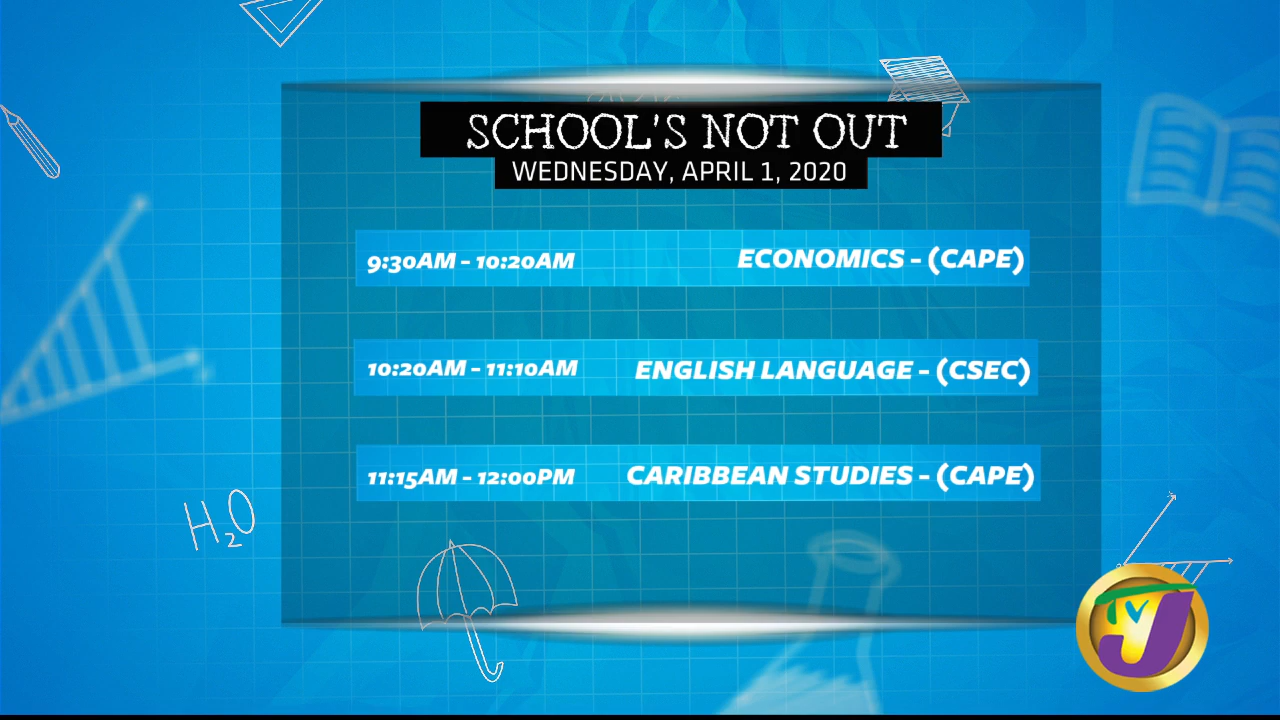 SCHOOL'S NOT OUT
WEDNESDAY, APRIL 1, 2020
9:30AM - 10:20AM ECONOMICS - (CAPE)
10:20AM - 11:10AM ENGLISH LANGUAGE - (CSEC)
11:15AM - 12:00PM CARIBBEAN STUDIES - (CAPE)
H₂O
TVJ